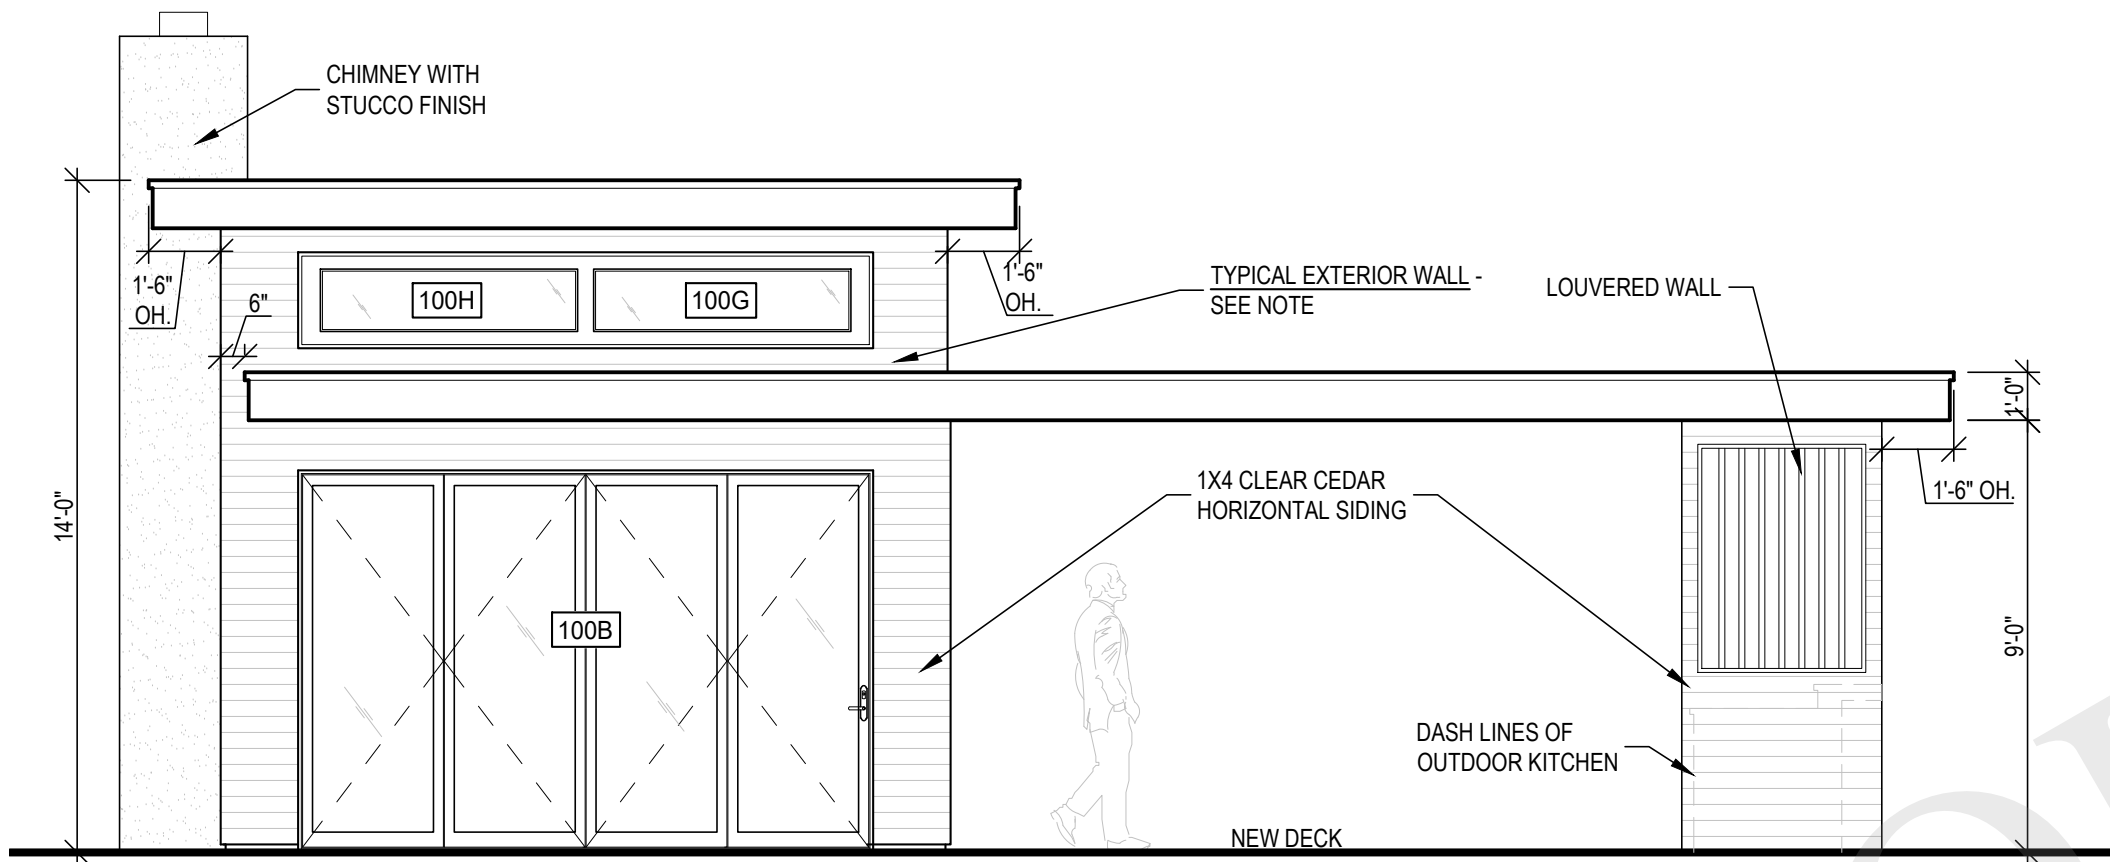 CHIMNEY WITH
STUCCO FINISH
1'-6"
OH.
6"
100H
100G
1'-6"
OH.
TYPICAL EXTERIOR WALL -
SEE NOTE
LOUVERED WALL
1'-0"
14'-0"
1X4 CLEAR CEDAR
HORIZONTAL SIDING
1'-6" OH.
100B
9'-0"
DASH LINES OF
OUTDOOR KITCHEN
NEW DECK